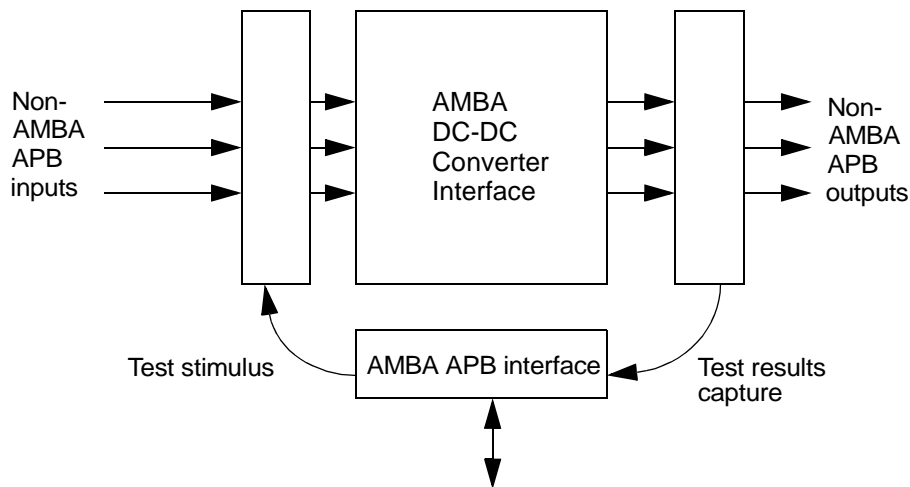 Non-
AMBA
APB
inputs
AMBA
DC-DC
Converter
Interface
Non-
AMBA
APB
outputs
Test stimulus
AMBA APB interface
Test results
capture